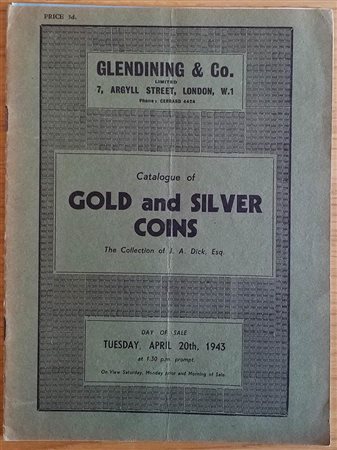 PRICE 3d.
GLENDINING & Co.
LIMITED
7, ARGYLL STREET, LONDON, W.1
Phone: GERRARD 4424
Catalogue of
GOLD and SILVER
COINS
The Collection of J. A. Dick, Esq.
DAY OF SALE
TUESDAY, APRIL 20th, 1943
at 1.30 p.m. prompt.
On View Saturday, Monday prior and Morning of Sale.